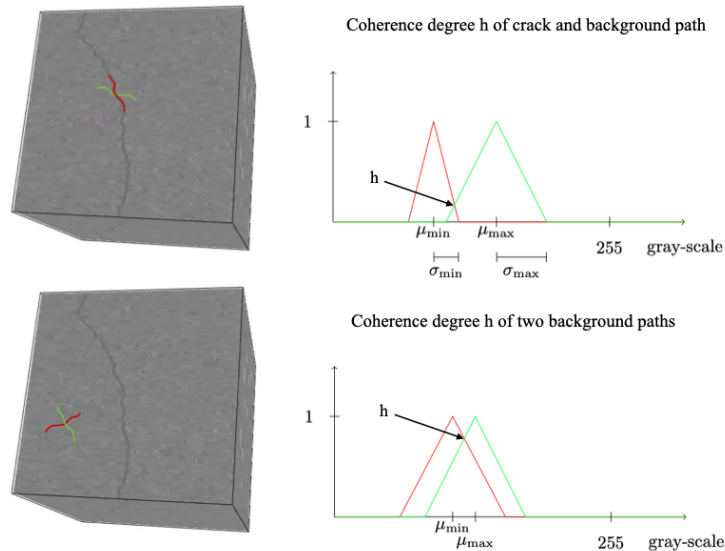 Coherence degree h of crack and background path
1
h
μmin
μmax
255
gray-scale
σmin
σmax
Coherence degree h of two background paths
1
h
μmin
μmax
255
gray-scale